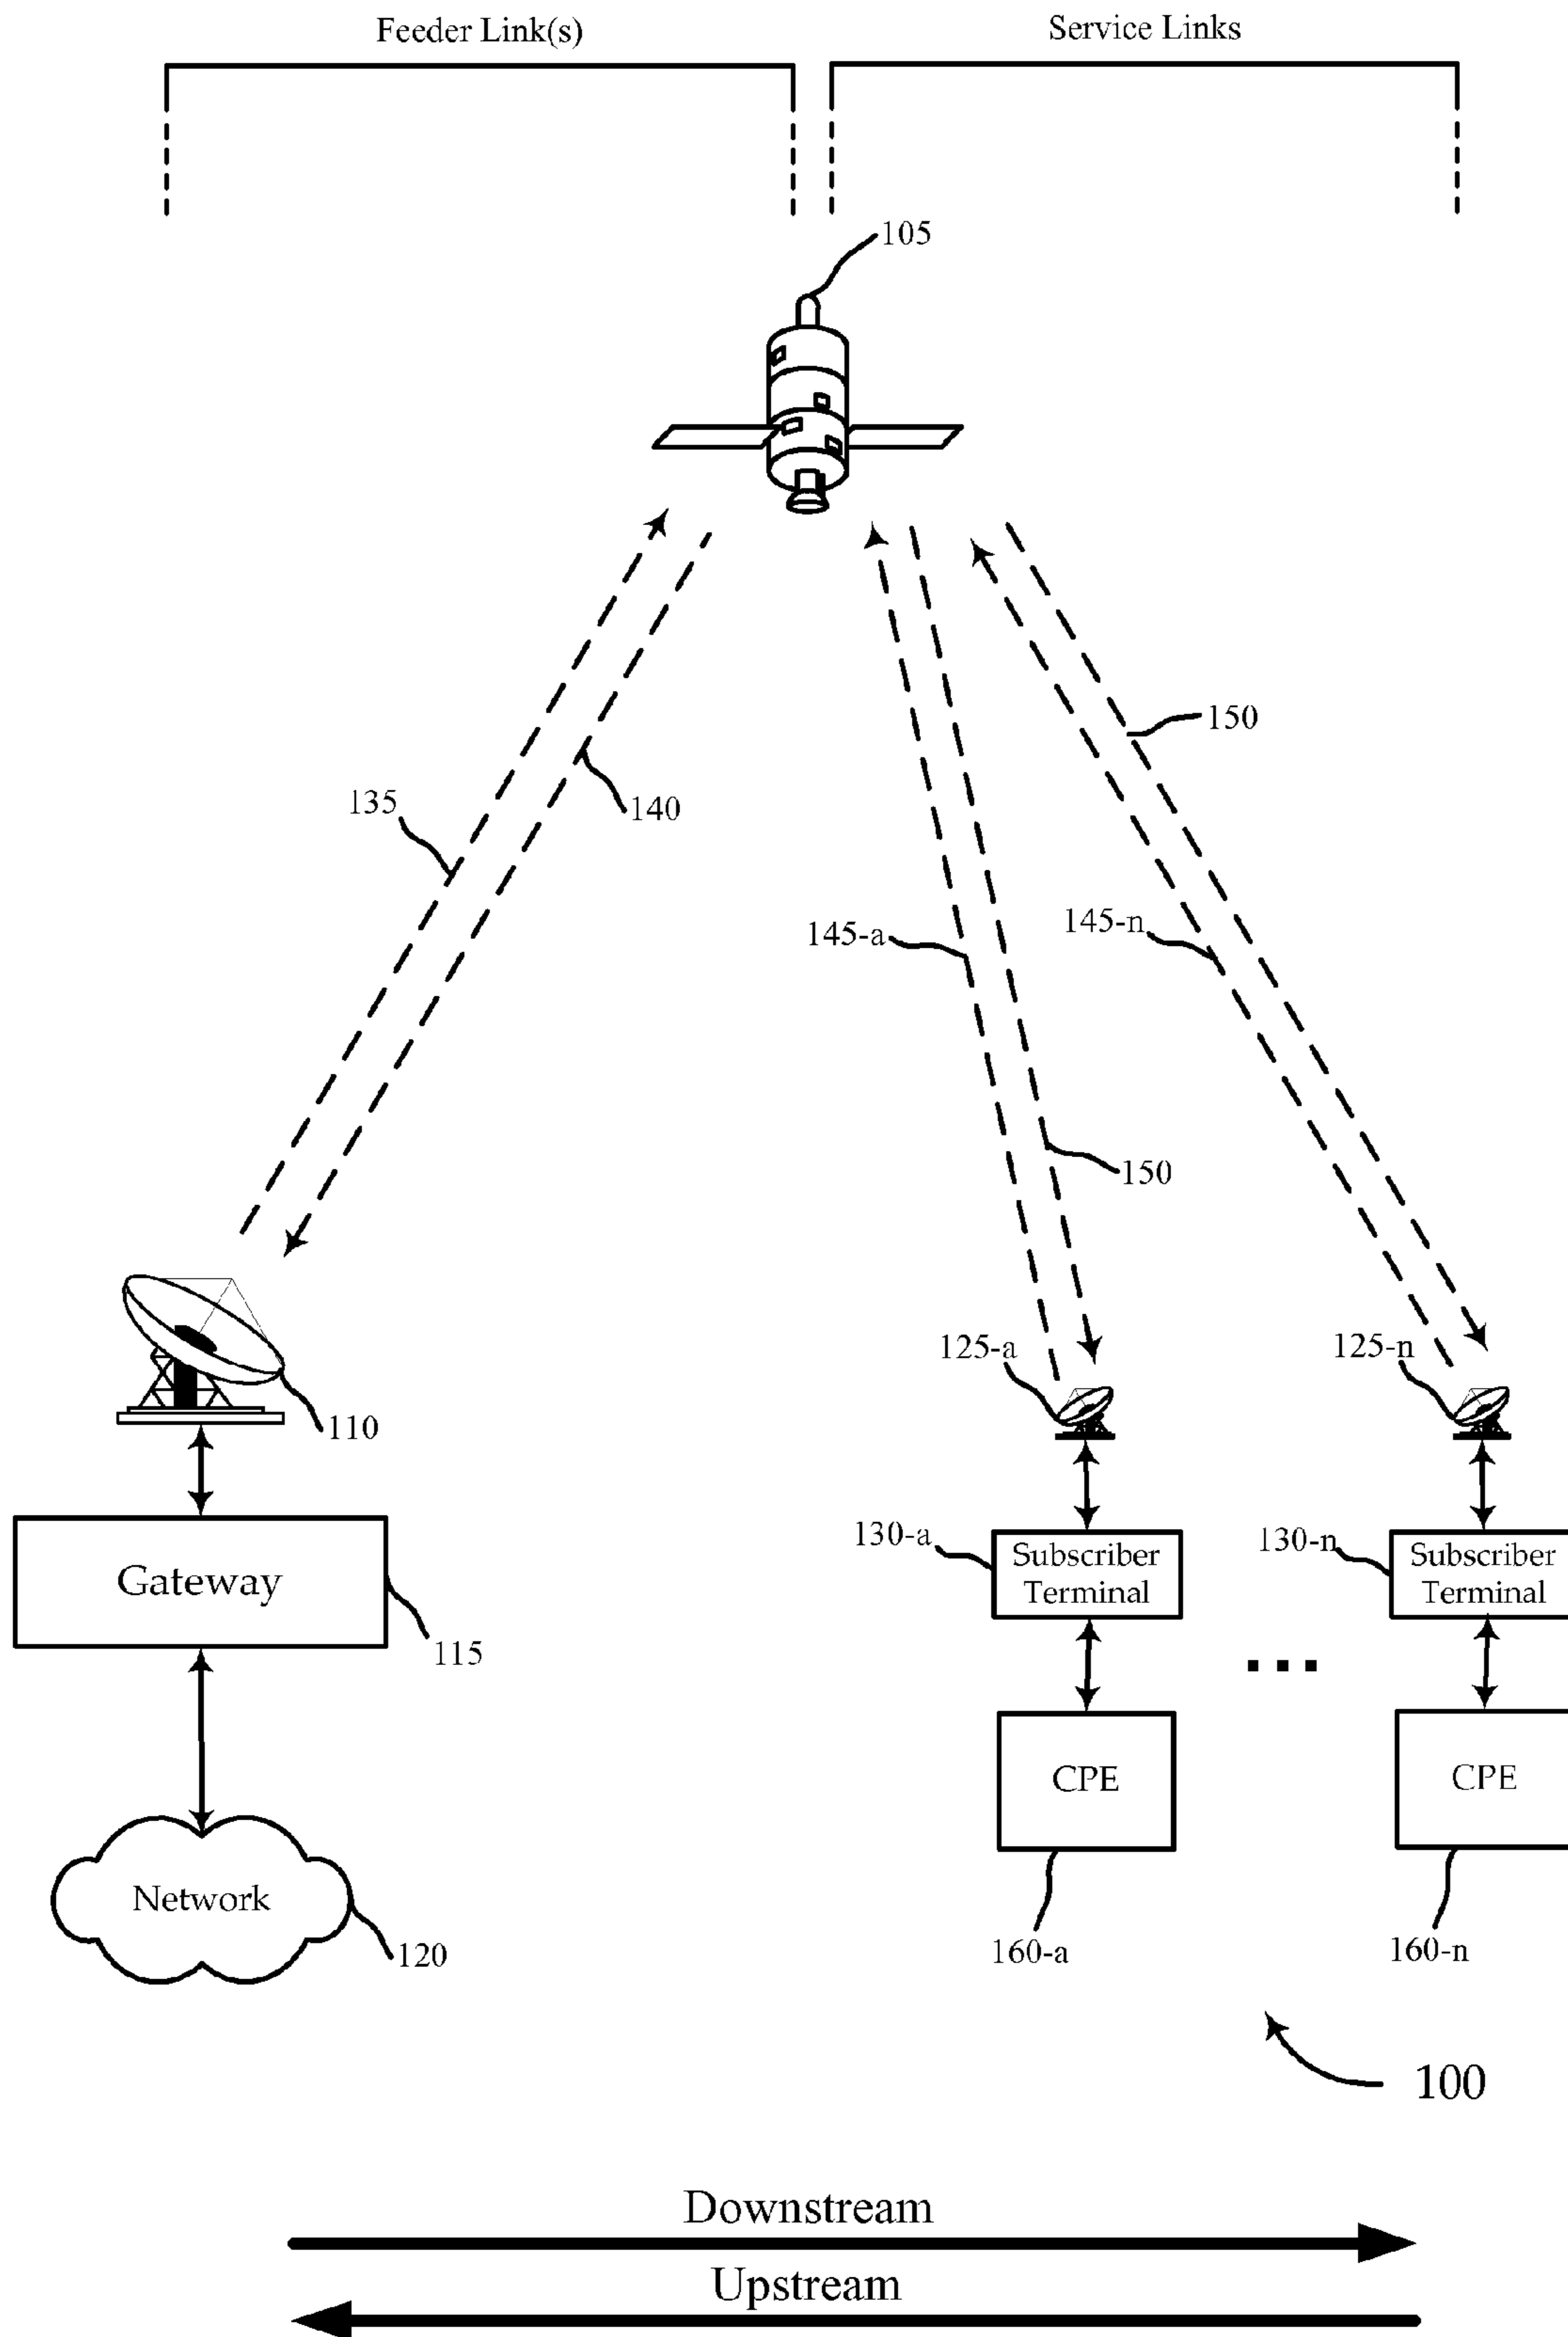 Feeder Link(s)
Service Links
105
150
135
140
145-a
145-n
150
125-a
125-n
110
130-a
Subscriber
Terminal
130-n
Subscriber
Terminal
Gateway
115
CPE
CPE
Network
120
160-a
160-n
100
Downstream
Upstream